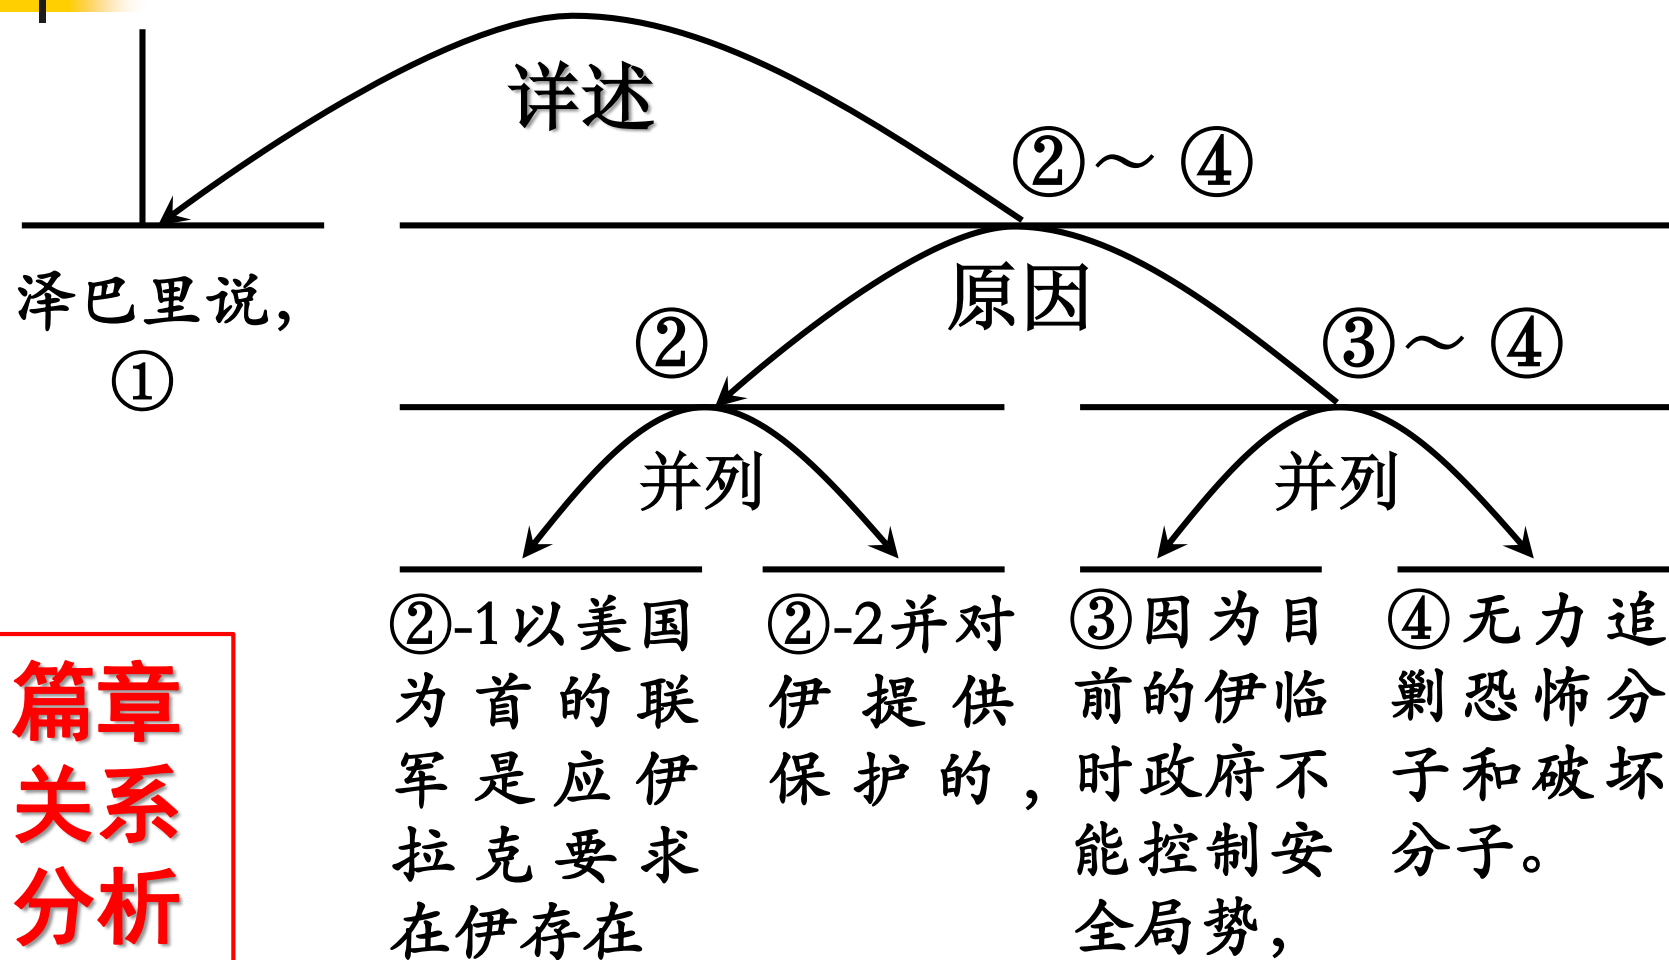 详述
②～④
泽巴里说，
①
原因
②
③～④
并列
并列
②-1以美国
为首的联
军是应伊
拉克要求
在伊存在
②-2并对
伊提供
保护的，
③因为目
前的伊临
时政府不
能控制安
全局势，
④无力追
剿恐怖分
子和破坏
分子。
篇章
关系
分析